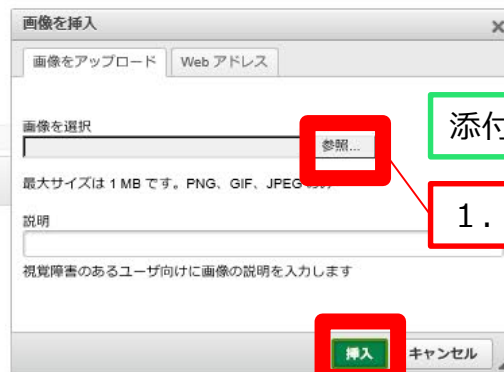 画像を挿入
画像をアップロード
Web アドレス
添付
画像を選択
参照...
最大サイズは 1 MB です。PNG、GIF、JPEG
1.
説明
視覚障害のあるユーザ向けに画像の説明を入力します
挿入
キャンセル